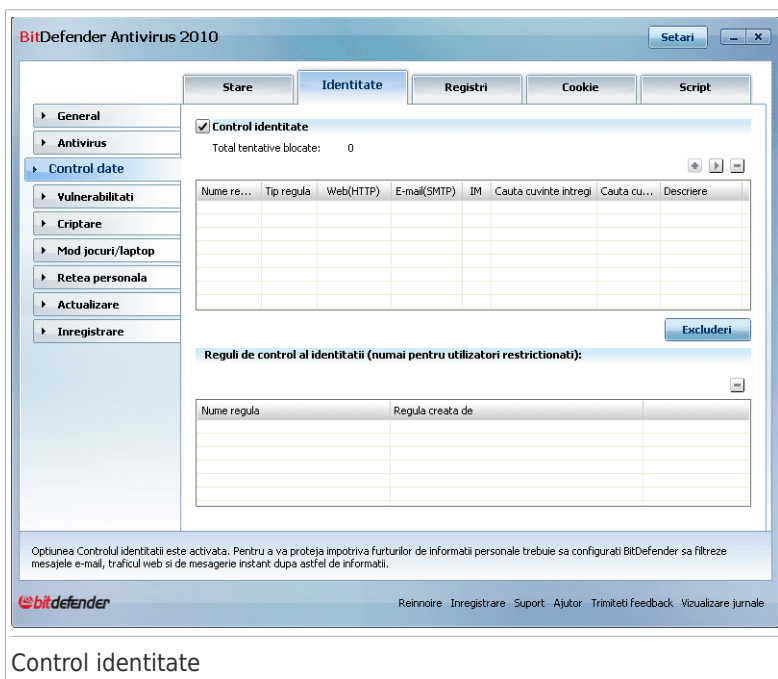 BitDefender Antivirus 2010
Setari
Stare
Identitate
Registri
Cookie
Script
General
Antivirus
Control date
Vulnerabilitati
Criptare
Mod jocuri/laptop
Retea personala
Actualizare
Inregistrare
Control identitate
Total tentative blocate: 0
Nume re... Tip regula Web(HTTP) E-mail(SMTP) IM Cauta cuvinte intregi Cauta cu... Descriere
Excluderi
Reguli de control al identitatii (numai pentru utilizatori restrictionati):
Nume regula Regula creata de
Optiunea Controlul identitatii este activata. Pentru a va proteja impotriva furturilor de informatii personale trebuie sa configurati BitDefender sa filtreze
mesajele e-mail, traficul web si de mesagerie instant dupa astfel de informatii.
bitdefender
Reinnoire Inregistrare Suport Ajutor Trimiteti feedback Vizualizare jurnale
Control identitate